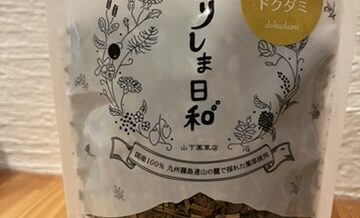 ドクダミ
dokudami
りしま日和
山下薬草店
国産100% 九州霧島連山の麓で採れた薬草使用